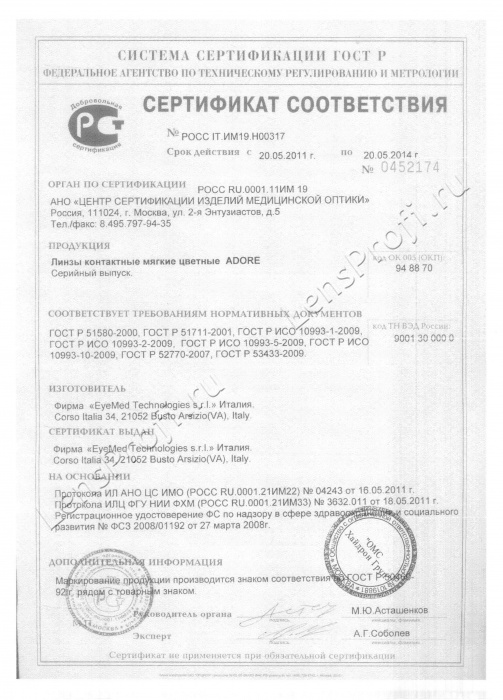 СИСТЕМА СЕРТИФИКАЦИИ ГОСТ Р
ФЕДЕРАЛЬНОЕ АГЕНТСТВО ПО ТЕХНИЧЕСКОМУ РЕГУЛИРОВАНИЮ И МЕТРОЛОГИИ
Добровольная
сертификация
СЕРТИФИКАТ СООТВЕТСТВИЯ
№ РОСС IT.ИМ19.Н00317
Срок действия с 20.05.2011 г. по 20.05.2014 г.
№ 0452174
ОРГАН ПО СЕРТИФИКАЦИИ РОСС RU.0001.11ИМ 19
АНО «ЦЕНТР СЕРТИФИКАЦИИ ИЗДЕЛИЙ МЕДИЦИНСКОЙ ОПТИКИ»
Россия, 111024, г. Москва, ул. 2-я Энтузиастов, д.5
Тел./факс: 8.495.797-94-35
ПРОДУКЦИЯ
Линзы контактные мягкие цветные ADORE
Серийный выпуск.
код ОК 005 (ОКП):
94 88 70
СООТВЕТСТВУЕТ ТРЕБОВАНИЯМ НОРМАТИВНЫХ ДОКУМЕНТОВ
ГОСТ Р 51580-2000, ГОСТ Р 51711-2001, ГОСТ Р ИСО 10993-1-2009,
ГОСТ Р ИСО 10993-2-2009, ГОСТ Р ИСО 10993-5-2009, ГОСТ Р ИСО
10993-10-2009, ГОСТ Р 52770-2007, ГОСТ Р 53433-2009.
код ТН ВЭД России:
9001 30 000 0
ИЗГОТОВИТЕЛЬ
Фирма «EyeMed Technologies s.r.l.» Италия.
Corso Italia 34, 21052 Busto Arsizio(VA), Italy.
СЕРТИФИКАТ ВЫДАН
Фирма «EyeMed Technologies s.r.l.» Италия.
Corso Italia 34, 21052 Busto Arsizio(VA), Italy.
НА ОСНОВАНИИ
Протокола ИЛ АНО ЦС ИМО (РОСС RU.0001.21ИМ22) № 04243 от 16.05.2011 г.
Протокола ИЛЦ ФГУ НИИ ФХМ (РОСС RU.0001.21ИМ33) № 3632.011 от 18.05.2011 г.
Регистрационное удостоверение ФС по надзору в сфере здравоохранения и социального
развития № ФСЗ 2008/01192 от 27 марта 2008г.
ДОПОЛНИТЕЛЬНАЯ ИНФОРМАЦИЯ
Маркирование продукции производится знаком соответствия по ГОСТ Р 50460-
92г. рядом с товарным знаком.
Руководитель органа М.Ю.Асташенков
Эксперт А.Г.Соболев
Сертификат не применяется при обязательной сертификации
LensProfi.ru
LensProfi.ru